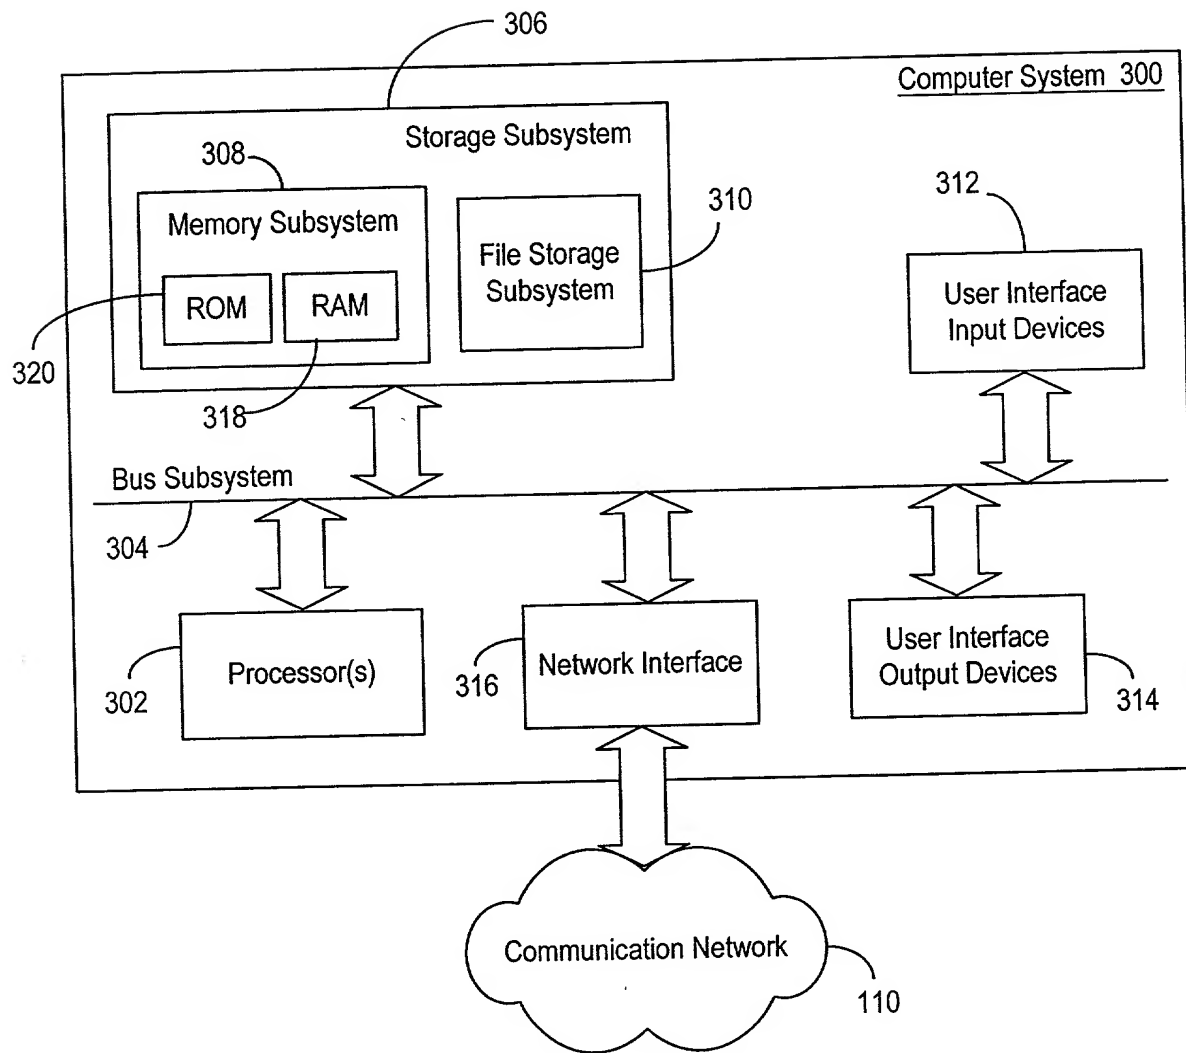 306
Computer System 300
Storage Subsystem
308
Memory Subsystem
ROM
RAM
320
318
File Storage
Subsystem
310
312
User Interface
Input Devices
Bus Subsystem
304
Processor(s)
302
Network Interface
316
User Interface
Output Devices
314
Communication Network
110